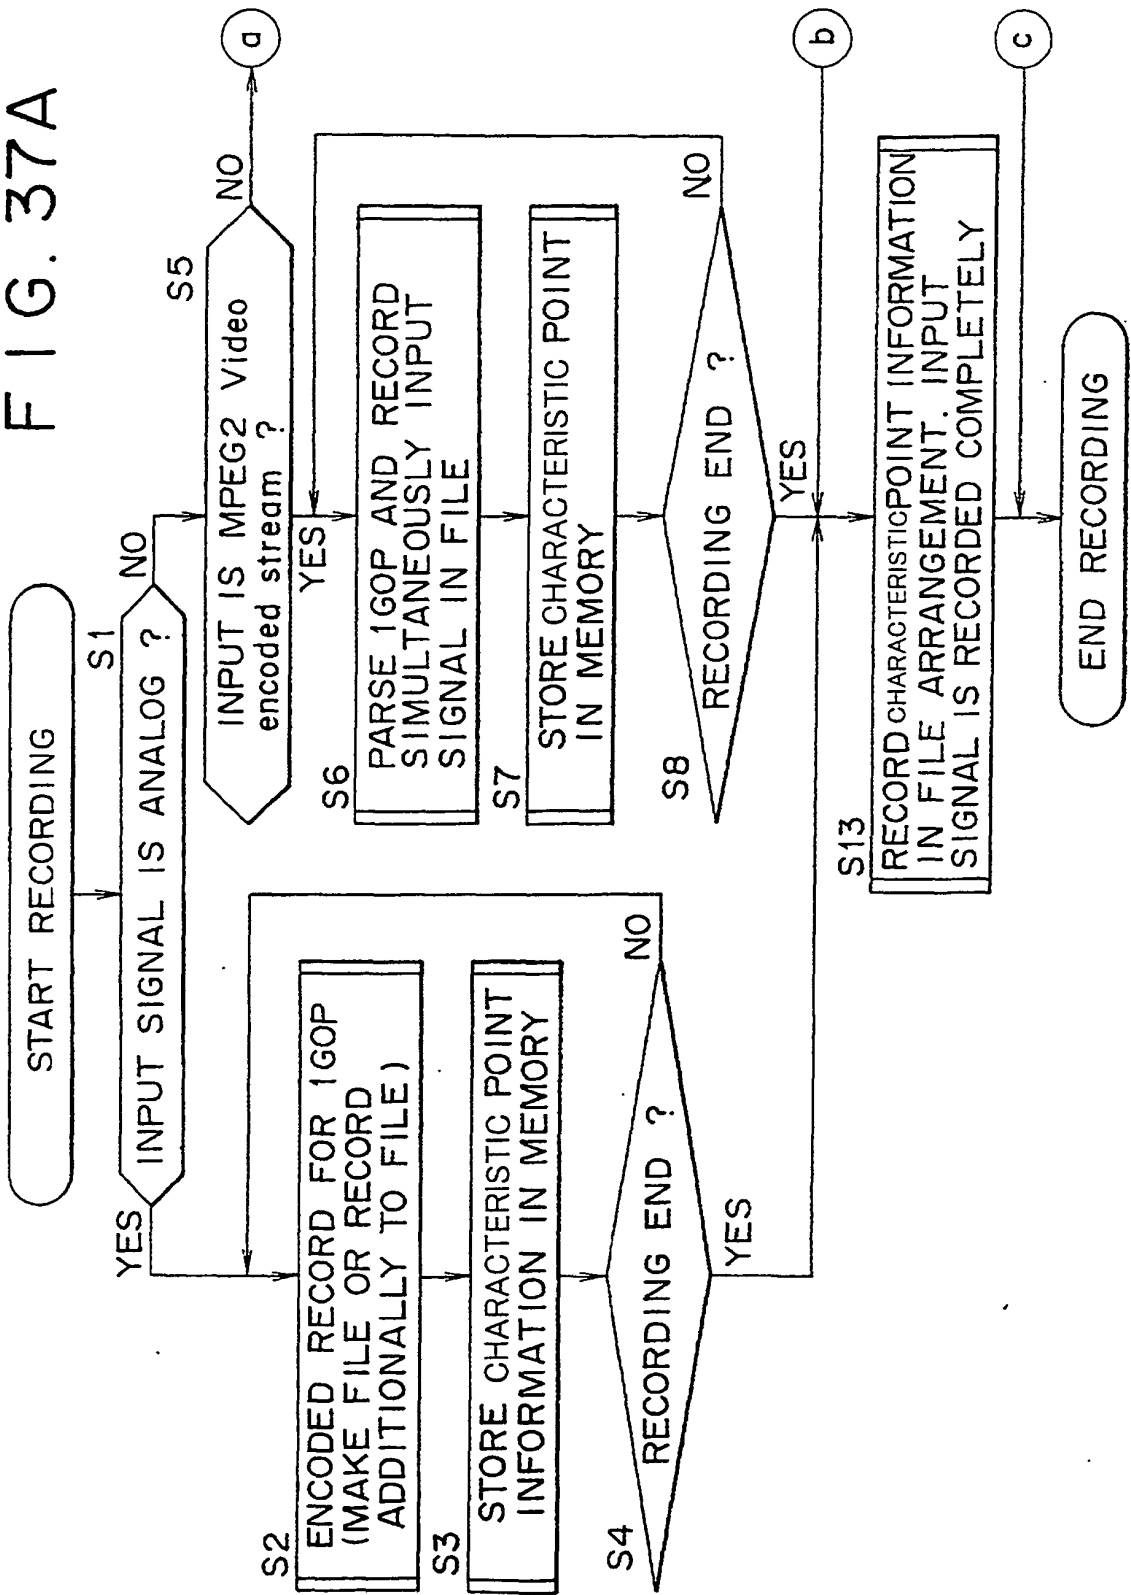 FIG. 37A
START RECORDING
S1
INPUT SIGNAL IS ANALOG ?
YES
NO
S2
ENCODED RECORD FOR 1GOP
(MAKE FILE OR RECORD
ADDITIONALLY TO FILE)
S3
STORE CHARACTERISTIC POINT
INFORMATION IN MEMORY
S4
RECORDING END ?
NO
YES
S5
INPUT IS MPEG2 Video
encoded stream ?
NO
a
YES
S6
PARSE 1GOP AND RECORD
SIMULTANEOUSLY INPUT
SIGNAL IN FILE
S7
STORE CHARACTERISTIC POINT
IN MEMORY
S8
RECORDING END ?
NO
YES
b
S13
RECORD CHARACTERISTIC POINT INFORMATION
IN FILE ARRANGEMENT. INPUT
SIGNAL IS RECORDED COMPLETELY
c
END RECORDING